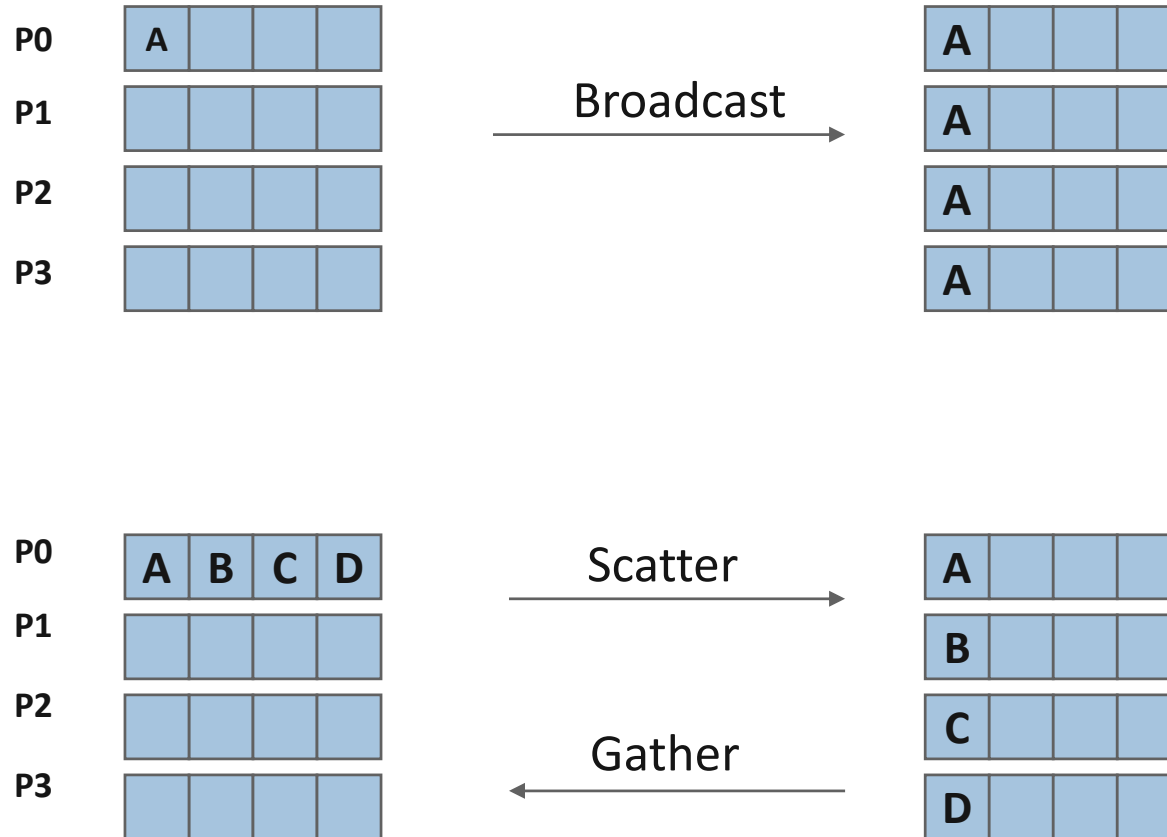 P0 A A
Broadcast
P1 A
P2 A
P3 A
P0 A B C D Scatter A
P1 B
P2 C
Gather
P3 D